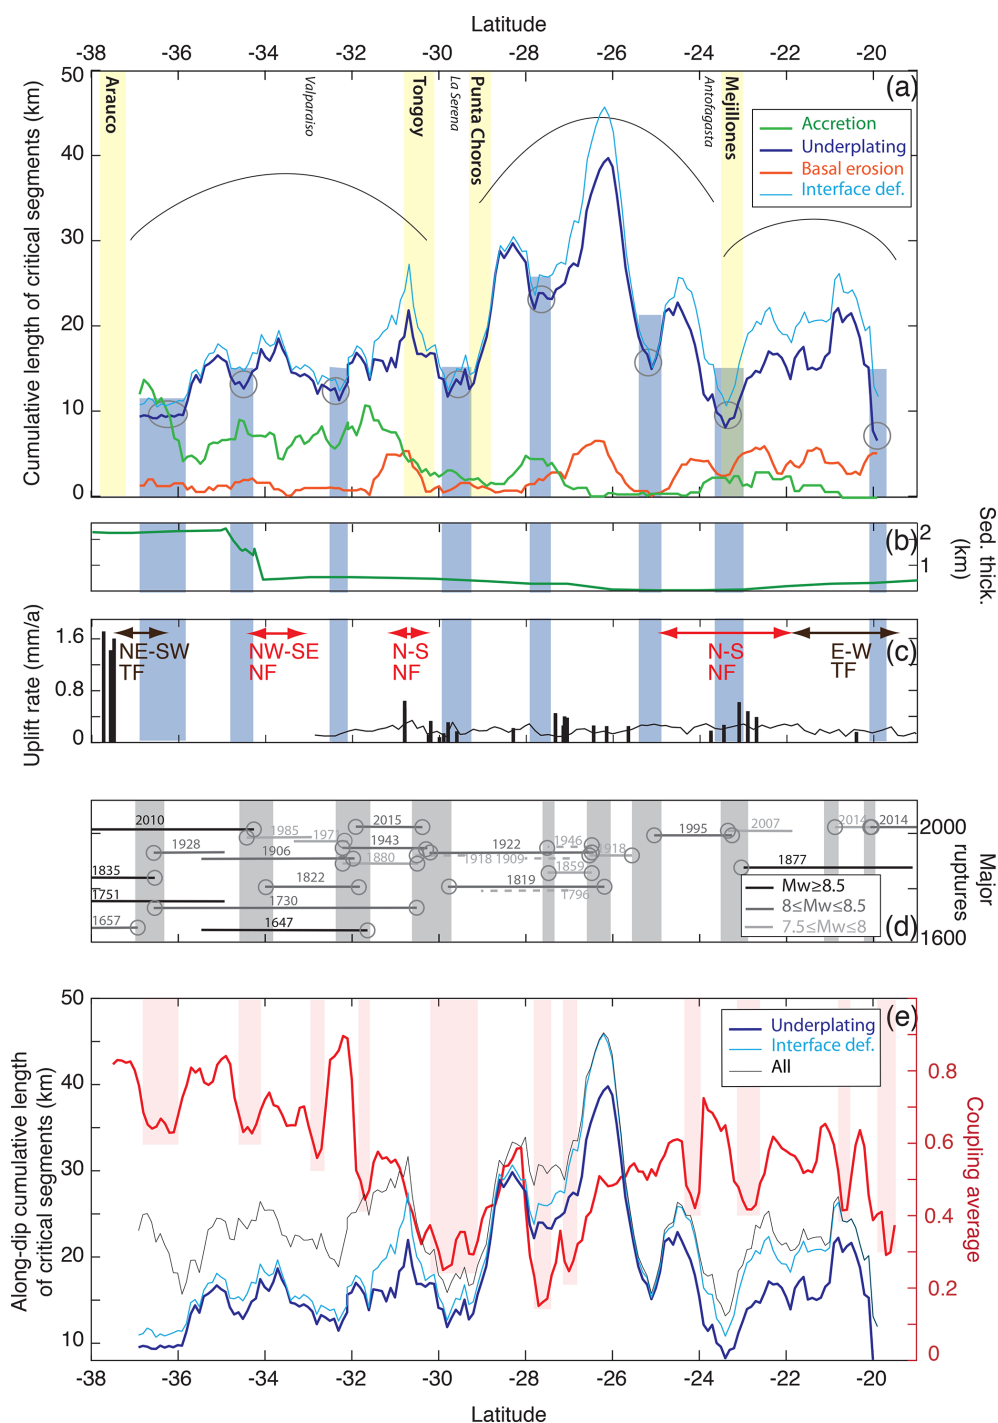 Latitude
-38 -36 -34 -32 -30 -28 -26 -24 -22 -20
50
40
30
20
10
0
Cumulative length of critical segments (km)
Arauco
Valparaiso
Tongoy
La Serena
Punta Choros
Antofagasta
Mejillones
(a)
Accretion
Underplating
Basal erosion
Interface def.
(b)
2
1
Sed. thick.
(km)
Uplift rate (mm/a)
1.6
0.8
0
NE-SW
TF
NW-SE
NF
N-S
NF
N-S
NF
E-W
TF
(c)
2010
1985
1971
2015
1995
2007
2014
2014
2000
1928
1906
1943
1880
1922
1918 1909
1946
1918
1859
1877
1835
1822
1819
1796
1751
1730
1657
1647
Mw≥8.5
8≤Mw≤8.5
7.5≤Mw≤8
(d)
1600
Major
ruptures
50
40
30
20
10
Along-dip cumulative length
of critical segments (km)
(e)
Underplating
Interface def.
All
0.8
0.6
0.4
0.2
0
Coupling average
-38 -36 -34 -32 -30 -28 -26 -24 -22 -20
Latitude